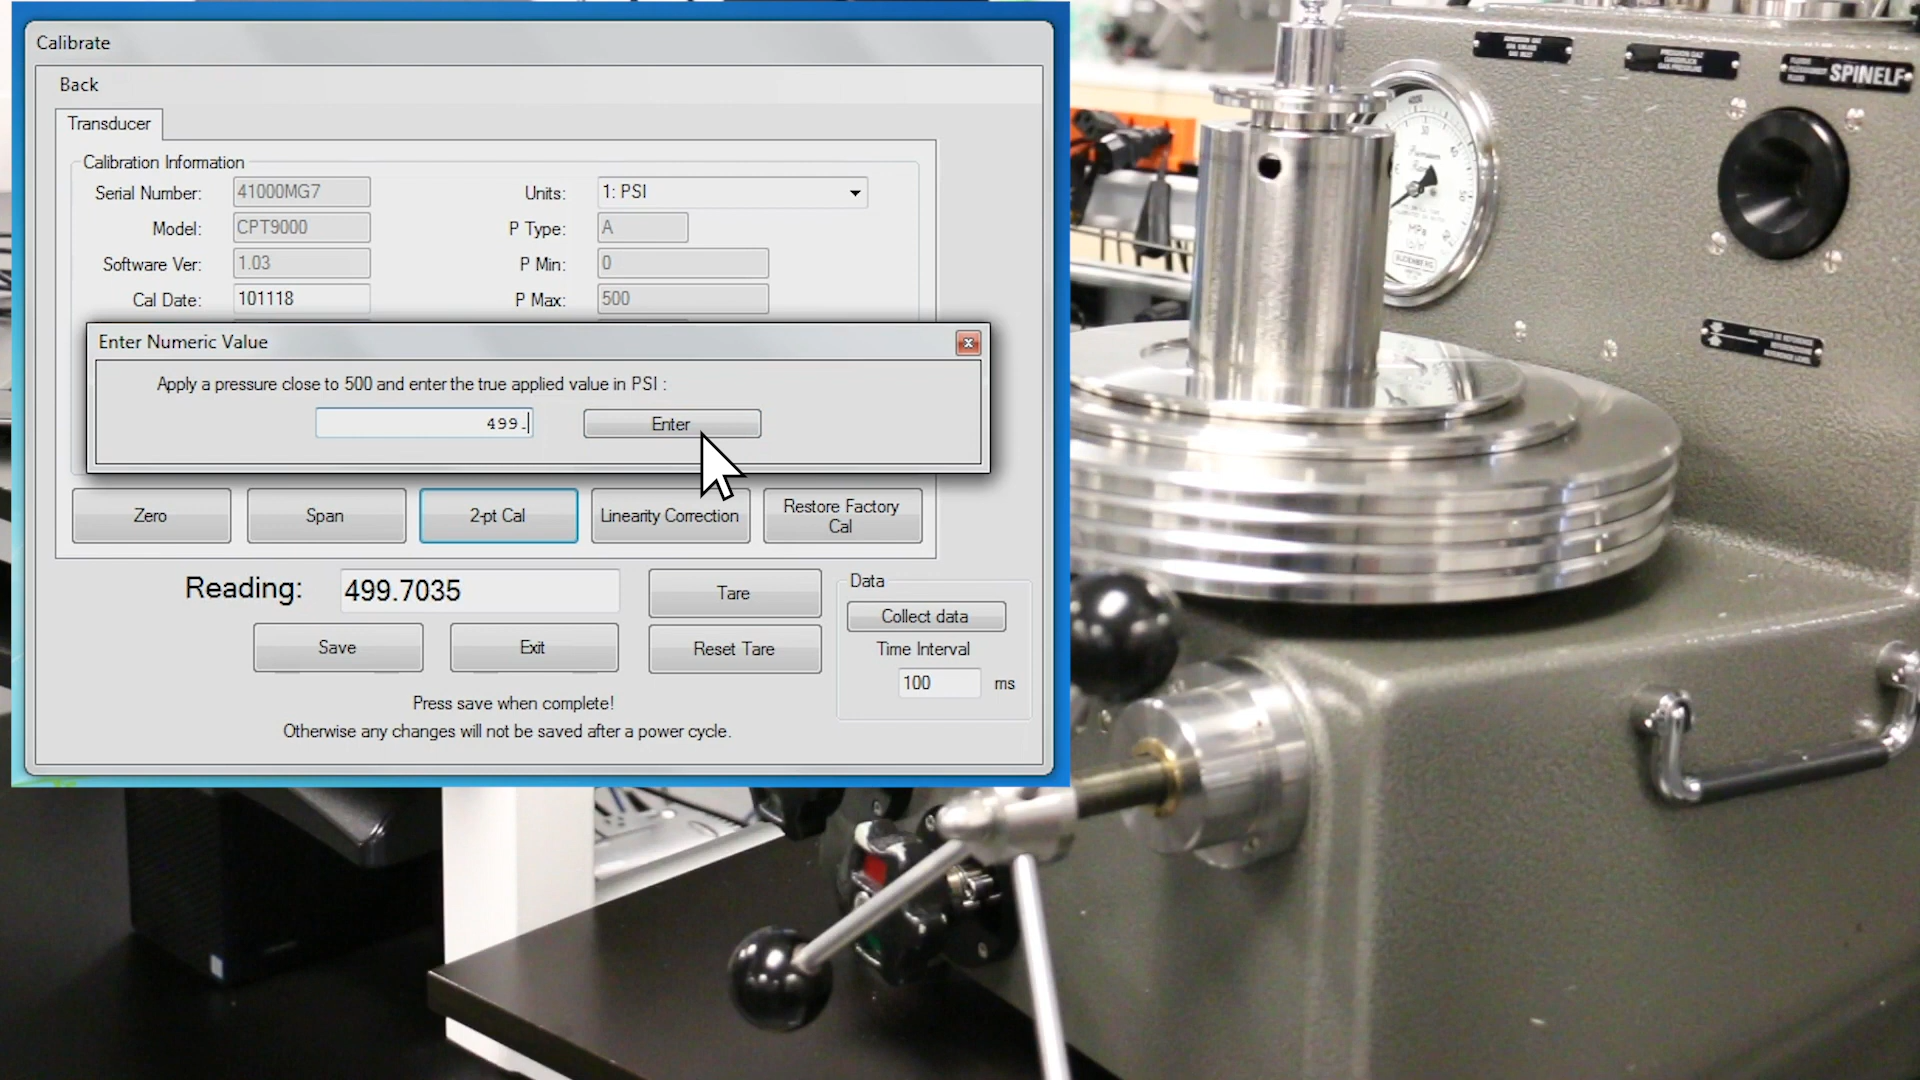 Calibrate
Back
Transducer
Calibration Information
Serial Number: 41000MG7
Units: 1: PSI
Model: CPT9000
P Type: A
Software Ver: 1.03
P Min: 0
Cal Date: 101118
P Max: 500
Enter Numeric Value
Apply a pressure close to 500 and enter the true applied value in PSI :
499.
Enter
Zero
Span
2-pt Cal
Linearity Correction
Restore Factory
Cal
Reading: 499.7035
Tare
Data
Collect data
Save
Exit
Reset Tare
Time Interval
100 ms
Press save when complete!
Otherwise any changes will not be saved after a power cycle.
SPINELF
MPa
BUDENBERG